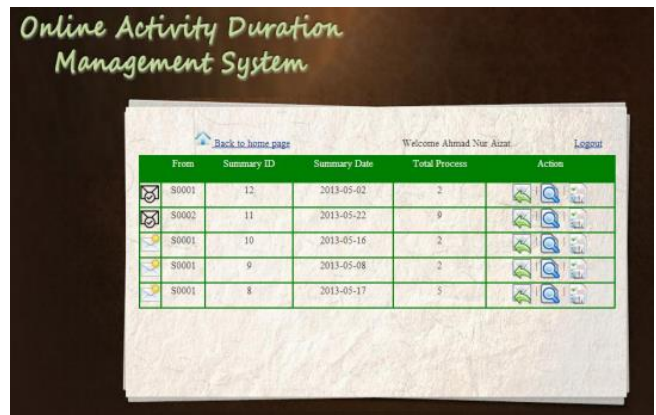 Online Activity Duration
Management System
Back to home page Welcome Ahmad Nur Aizat... Logout
From Summary ID Summary Date Total Process Action
S0001 12 2013-05-02 2
S0002 11 2013-05-22 9
S0001 10 2013-05-16 2
S0001 9 2013-05-08 2
S0001 8 2013-05-17 5